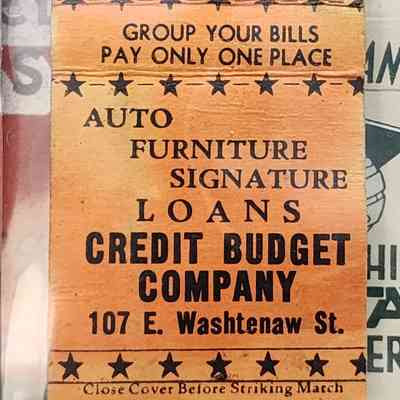 GROUP YOUR BILLS
PAY ONLY ONE PLACE
AUTO
FURNITURE
SIGNATURE
LOANS
CREDIT BUDGET
COMPANY
107 E. Washtenaw St.
Close Cover Before Striking Match